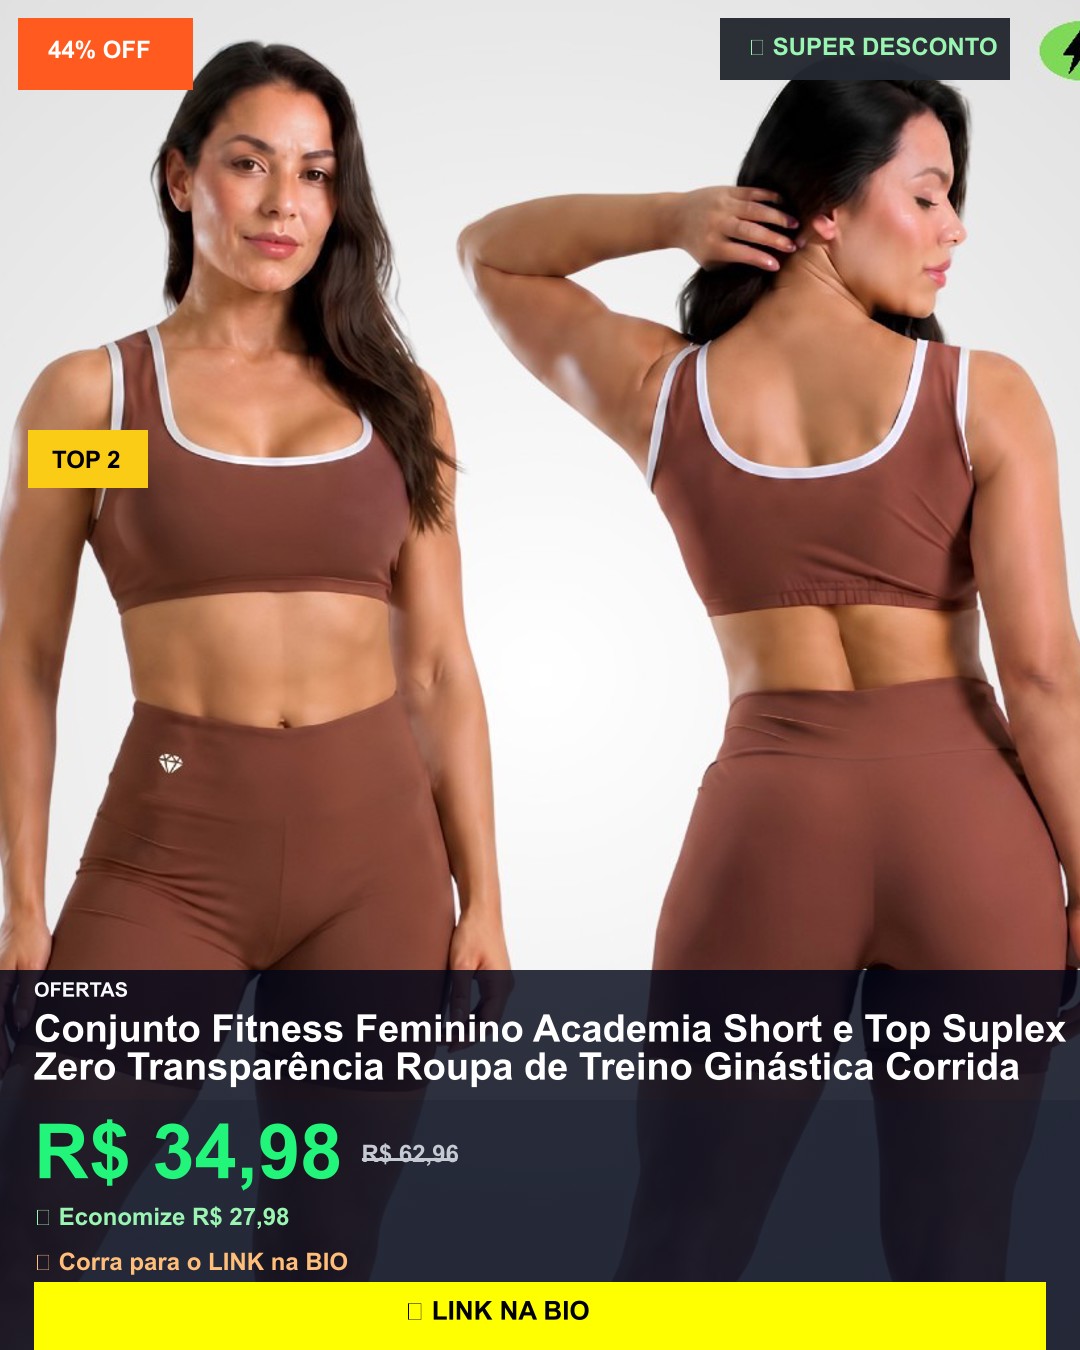 44% OFF
SUPER DESCONTO
TOP 2
OFERTAS
Conjunto Fitness Feminino Academia Short e Top Suplex
Zero Transparência Roupa de Treino Ginástica Corrida
R$ 34,98 R$ 62,96
Economize R$ 27,98
Corra para o LINK na BIO
LINK NA BIO